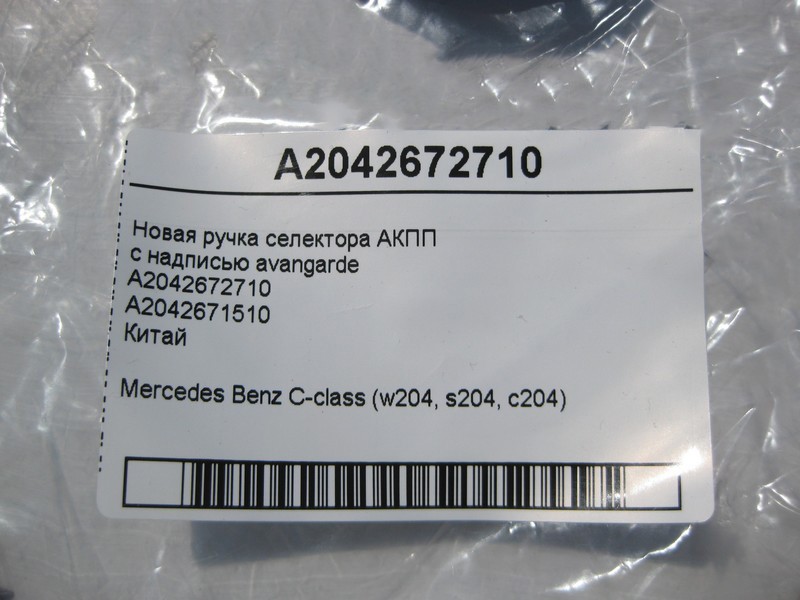 A2042672710
Новая ручка селектора АКПП
с надписью avangarde
A2042672710
A2042671510
Китай
Mercedes Benz C-class (w204, s204, c204)